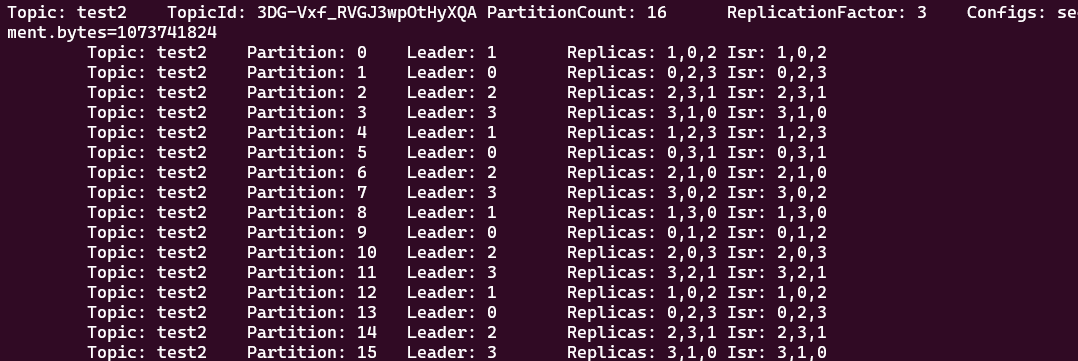 Topic: test2    TopicId: 3DG-Vxf_RVGJ3wpOtHyXQA PartitionCount: 16      ReplicationFactor: 3    Configs: se
ment.bytes=1073741824
        Topic: test2    Partition: 0    Leader: 1       Replicas: 1,0,2 Isr: 1,0,2
        Topic: test2    Partition: 1    Leader: 0       Replicas: 0,2,3 Isr: 0,2,3
        Topic: test2    Partition: 2    Leader: 2       Replicas: 2,3,1 Isr: 2,3,1
        Topic: test2    Partition: 3    Leader: 3       Replicas: 3,1,0 Isr: 3,1,0
        Topic: test2    Partition: 4    Leader: 1       Replicas: 1,2,3 Isr: 1,2,3
        Topic: test2    Partition: 5    Leader: 0       Replicas: 0,3,1 Isr: 0,3,1
        Topic: test2    Partition: 6    Leader: 2       Replicas: 2,1,0 Isr: 2,1,0
        Topic: test2    Partition: 7    Leader: 3       Replicas: 3,0,2 Isr: 3,0,2
        Topic: test2    Partition: 8    Leader: 1       Replicas: 1,3,0 Isr: 1,3,0
        Topic: test2    Partition: 9    Leader: 0       Replicas: 0,1,2 Isr: 0,1,2
        Topic: test2    Partition: 10   Leader: 2       Replicas: 2,0,3 Isr: 2,0,3
        Topic: test2    Partition: 11   Leader: 3       Replicas: 3,2,1 Isr: 3,2,1
        Topic: test2    Partition: 12   Leader: 1       Replicas: 1,0,2 Isr: 1,0,2
        Topic: test2    Partition: 13   Leader: 0       Replicas: 0,2,3 Isr: 0,2,3
        Topic: test2    Partition: 14   Leader: 2       Replicas: 2,3,1 Isr: 2,3,1
        Topic: test2    Partition: 15   Leader: 3       Replicas: 3,1,0 Isr: 3,1,0